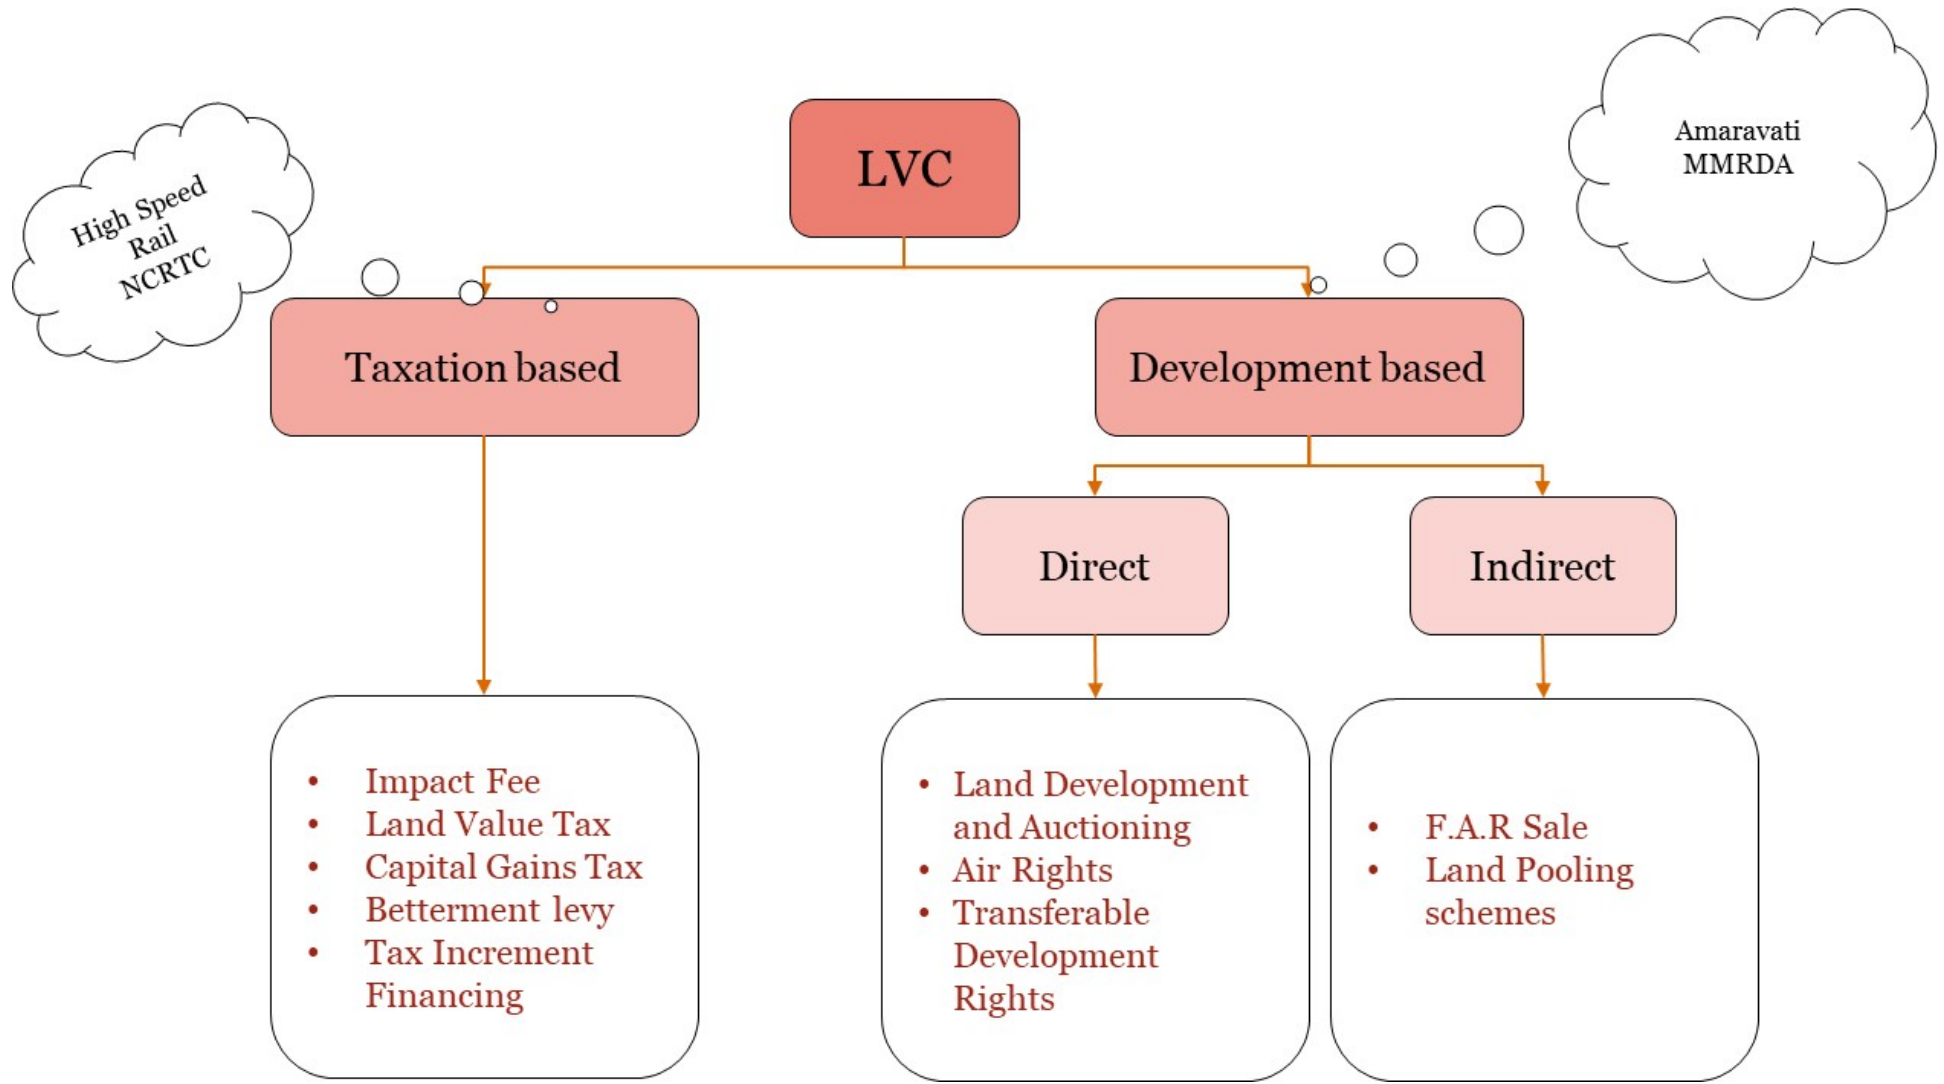 LVC
High Speed
Rail
NCRTC
Amaravati
MMRDA
Taxation based
Development based
Direct
Indirect
• Impact Fee
• Land Value Tax
• Capital Gains Tax
• Betterment levy
• Tax Increment
Financing
• Land Development
and Auctioning
• Air Rights
• Transferable
Development
Rights
• F.A.R Sale
• Land Pooling
schemes